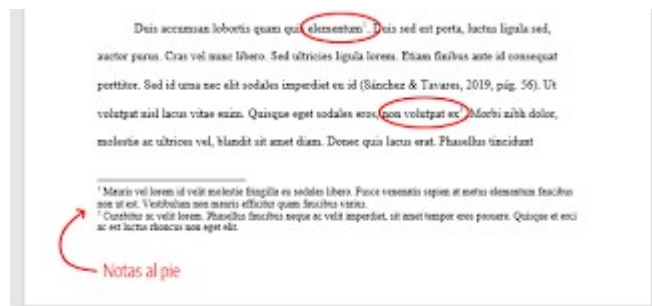 Duis accumsan lobortis quam quis elementum¹. Duis sed est porta, luctus ligula sed,
auctor purus. Cras vel nunc libero. Sed ultricies ligula lorem. Etiam finibus ante id consequat
porttitor. Sed id urna nec elit sodales imperdiet eu id (Sánchez & Tavares, 2019, pág. 56). Ut
volutpat nisl lacus vitae enim. Quisque eget sodales eros, non volutpat ex². Morbi nibh dolor,
molestie ac ultrices vel, blandit sit amet diam. Donec quis lacus erat. Phasellus tincidunt
¹ Mauris vel lorem id velit molestie fringilla eu sodales libero. Fusce venenatis sapien at metus elementum faucibus
non ut est. Vestibulum non mauris efficitur quam faucibus varius.
² Curabitur ac velit lorem. Phasellus faucibus neque ac velit imperdiet, sit amet tempor eros posuere. Quisque et orci
ac est luctus rhoncus non eget elit.
Notas al pie